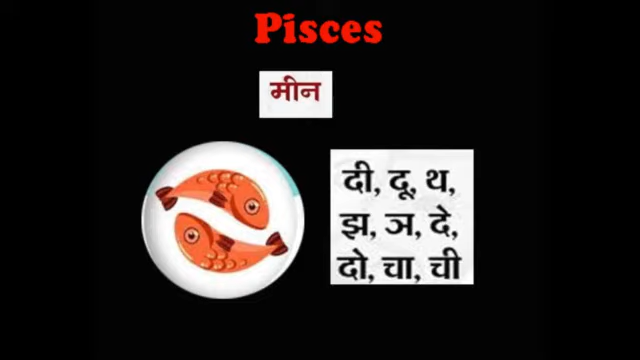 Pisces
मीन
दी, दू, थ,
झ, ञ, दे,
दो, चा, ची